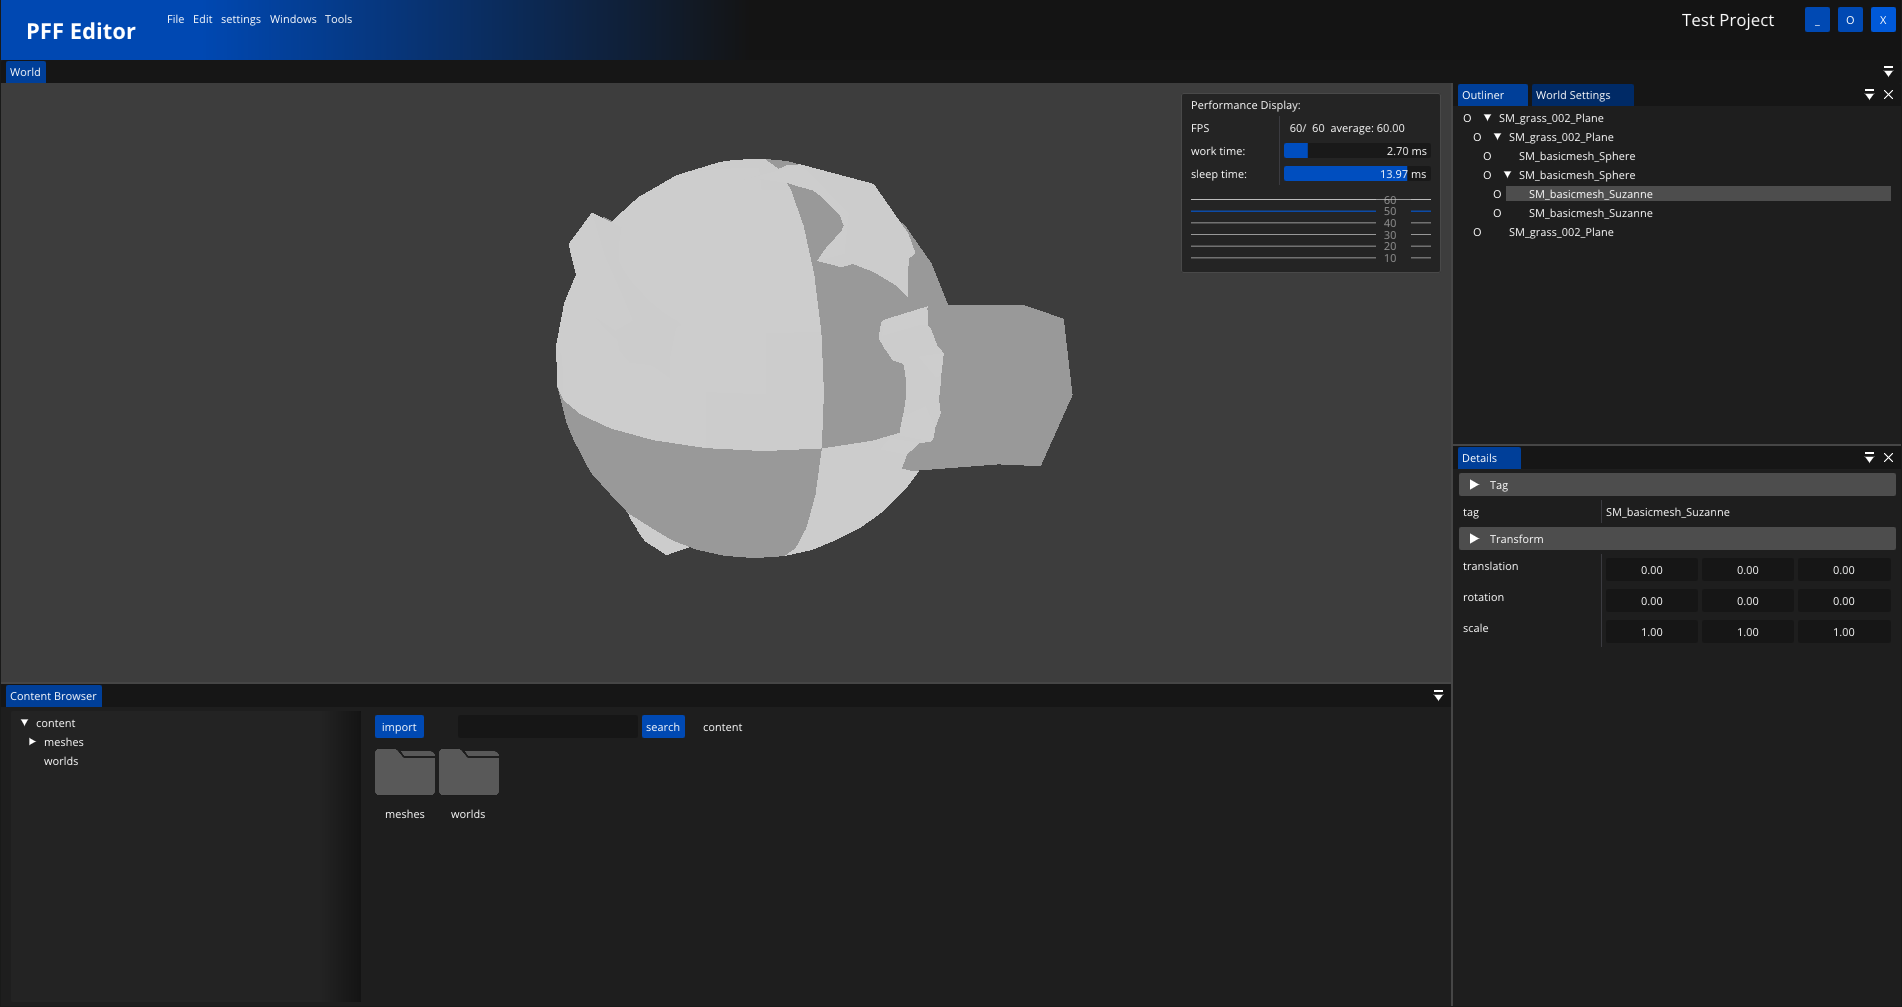 PFF Editor
File Edit settings Windows Tools
Test Project
_ O X
World
Performance Display:
FPS 60/ 60 average: 60.00
work time: 2.70 ms
sleep time: 13.97 ms
60
50
40
30
20
10
Outliner World Settings
O SM_grass_002_Plane
O SM_grass_002_Plane
O SM_basicmesh_Sphere
O SM_basicmesh_Sphere
O SM_basicmesh_Suzanne
O SM_basicmesh_Suzanne
O SM_grass_002_Plane
Details
Tag
tag SM_basicmesh_Suzanne
Transform
translation 0.00 0.00 0.00
rotation 0.00 0.00 0.00
scale 1.00 1.00 1.00
Content Browser
content
meshes
worlds
import search content
meshes worlds